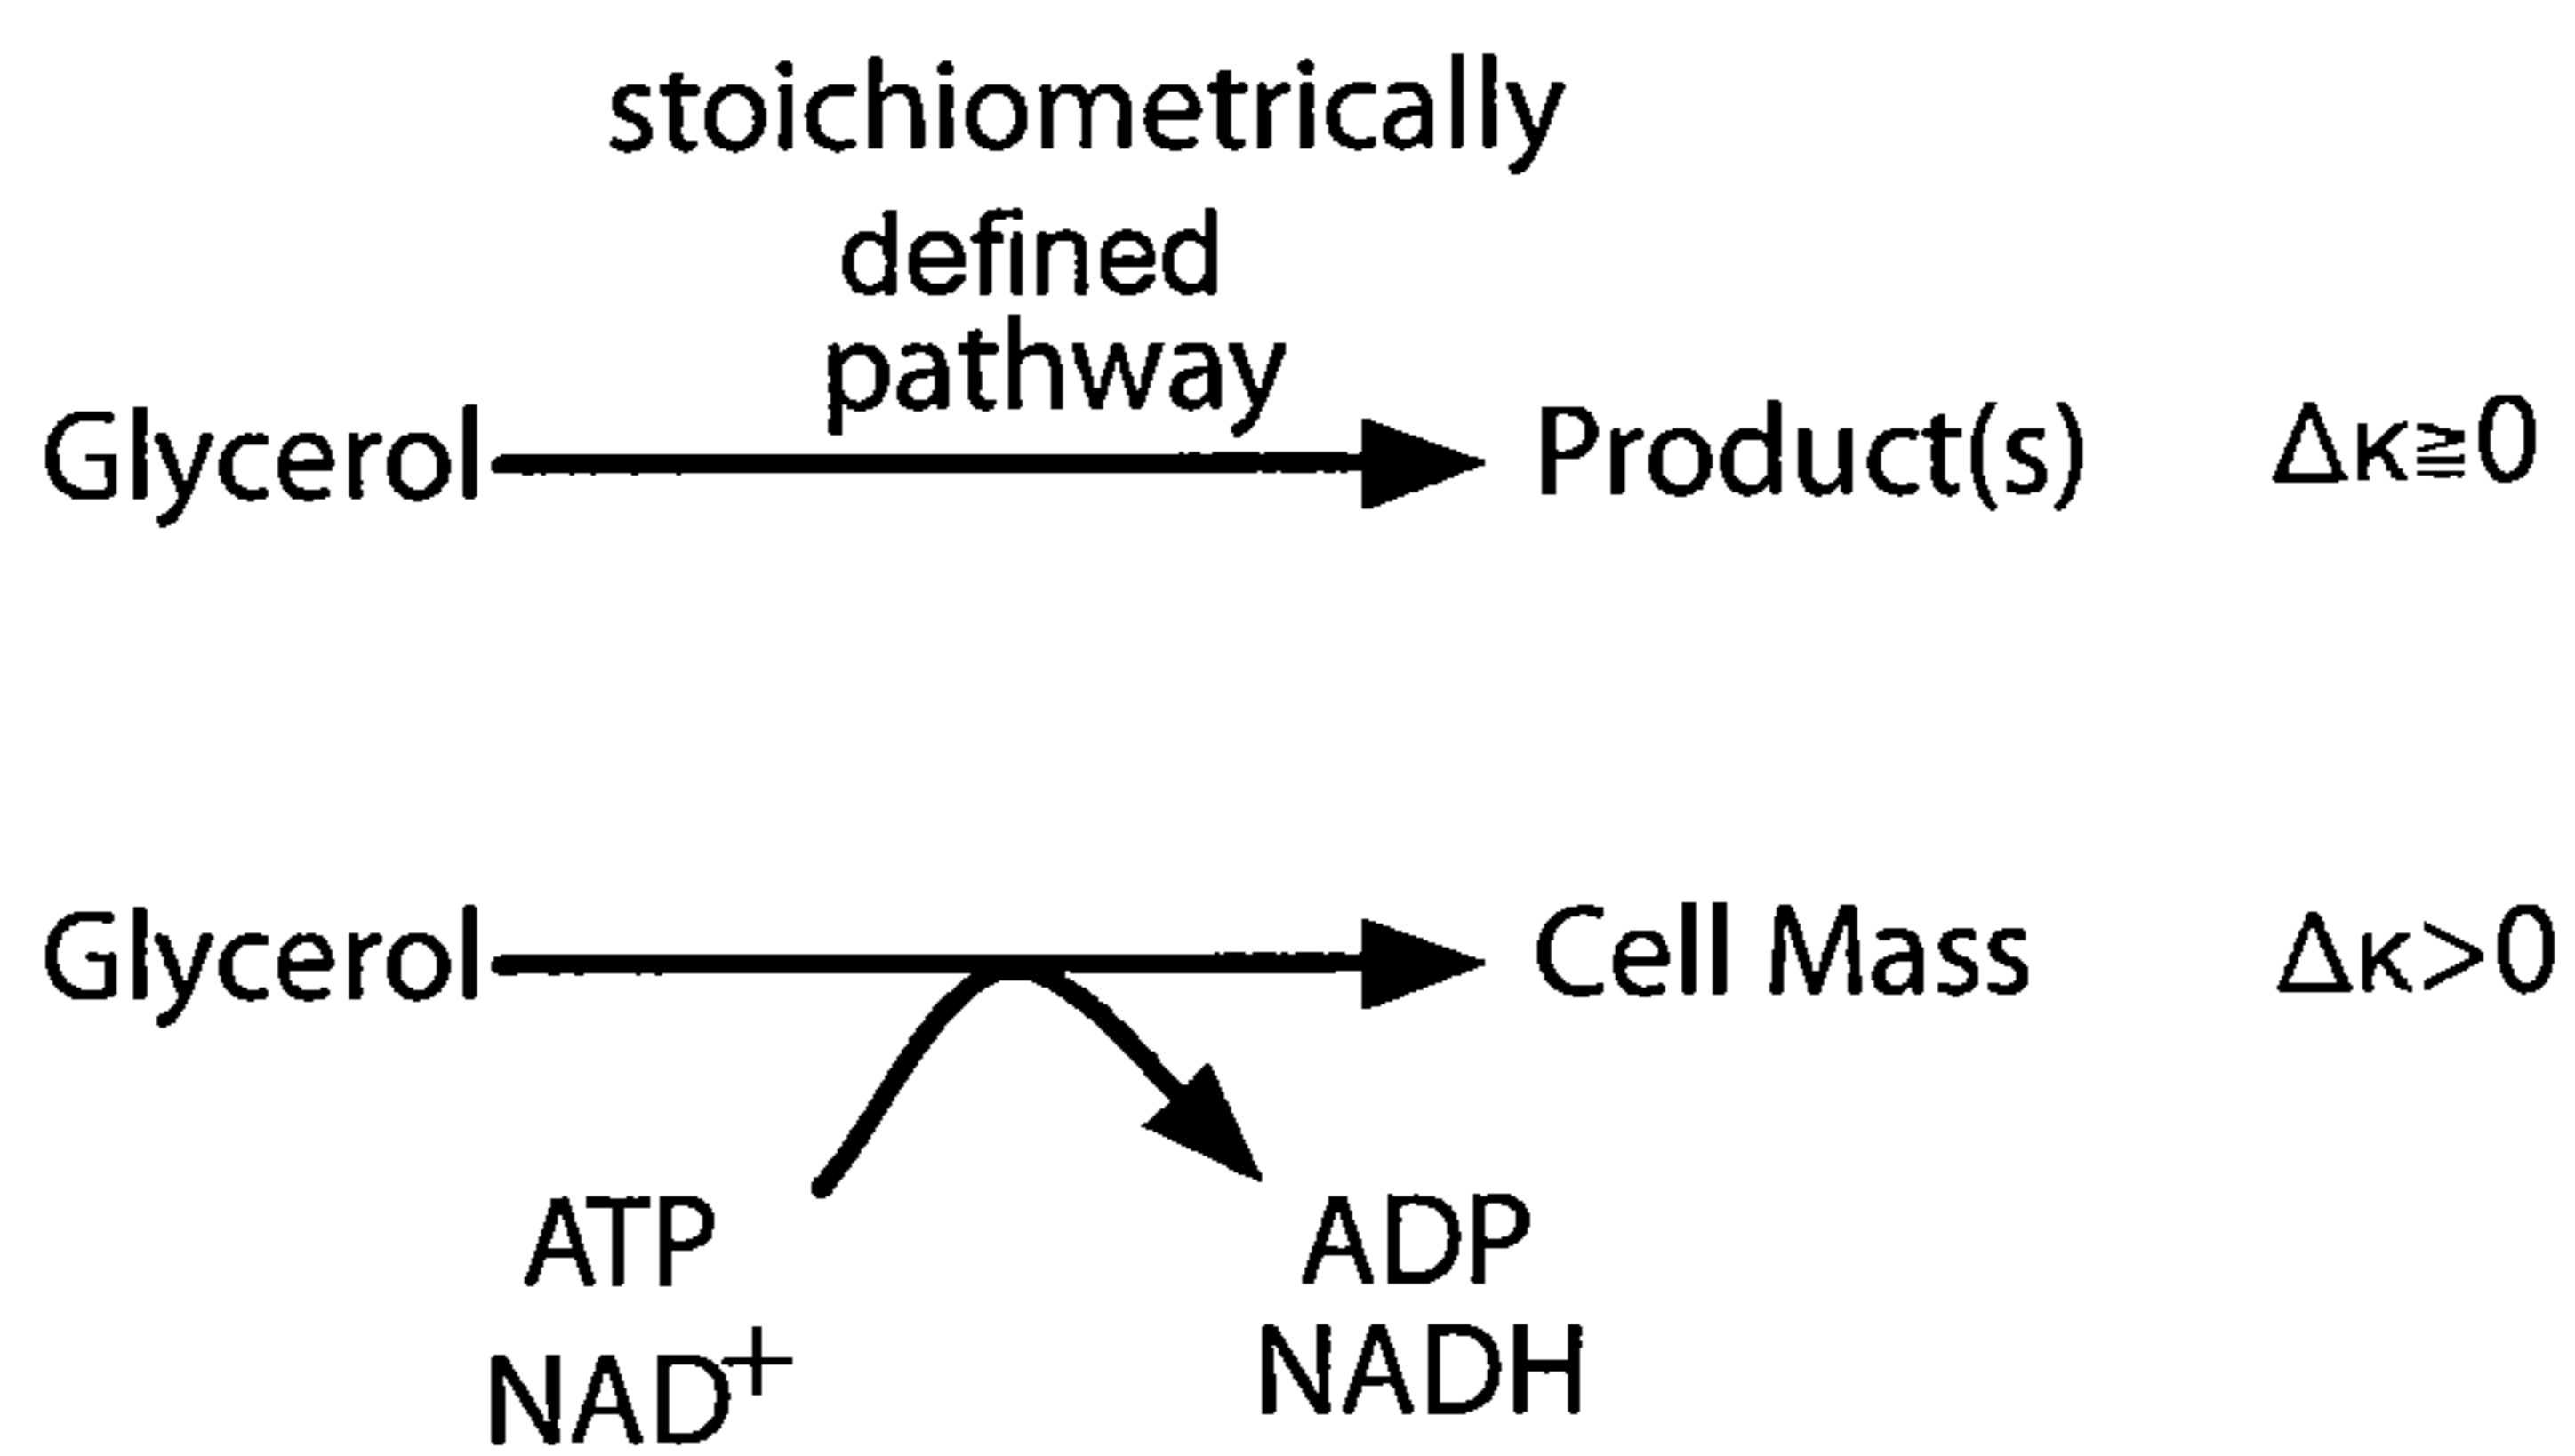 stoichiometrically
defined
pathway
Glycerol Product(s) Δκ≧0
Glycerol Cell Mass Δκ>0
ATP ADP
NAD+ NADH